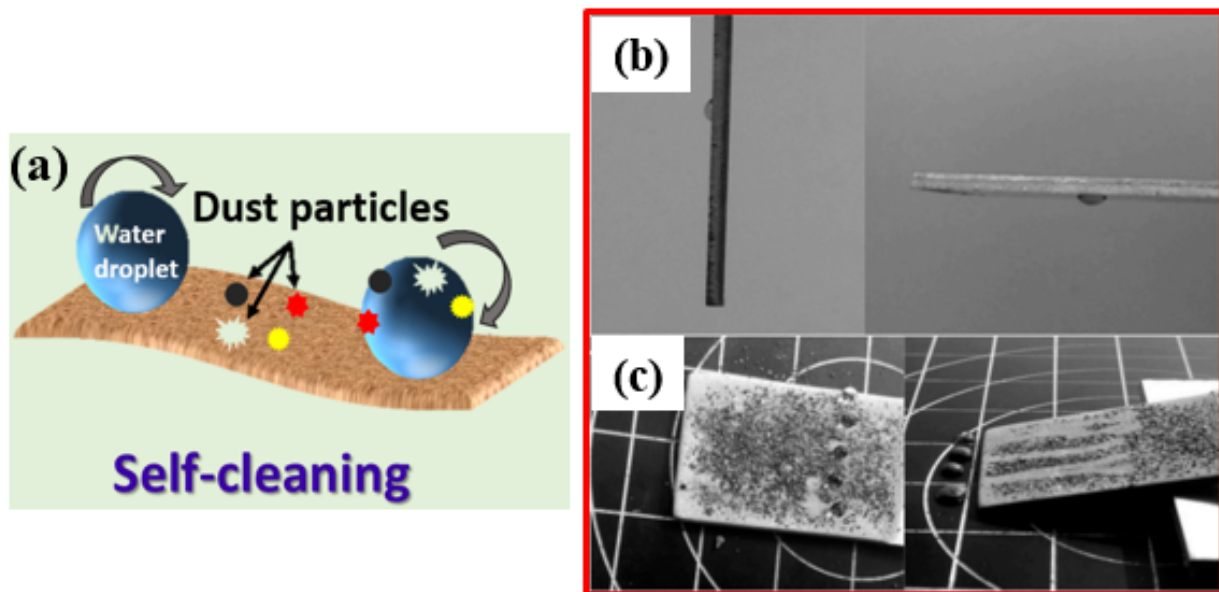 (a)
Water
droplet
Dust particles
Self-cleaning
(b)
(c)